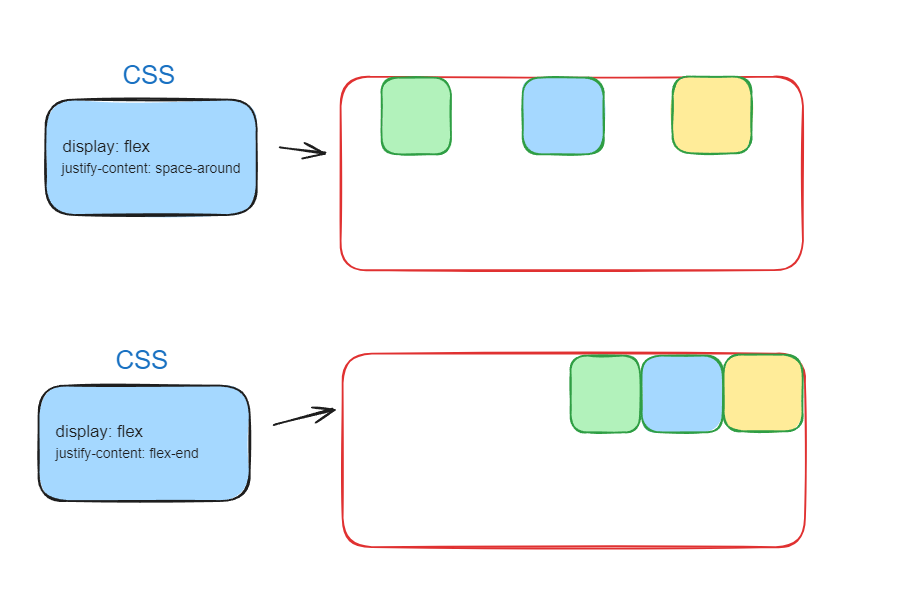 CSS
display: flex
justify-content: space-around
CSS
display: flex
justify-content: flex-end